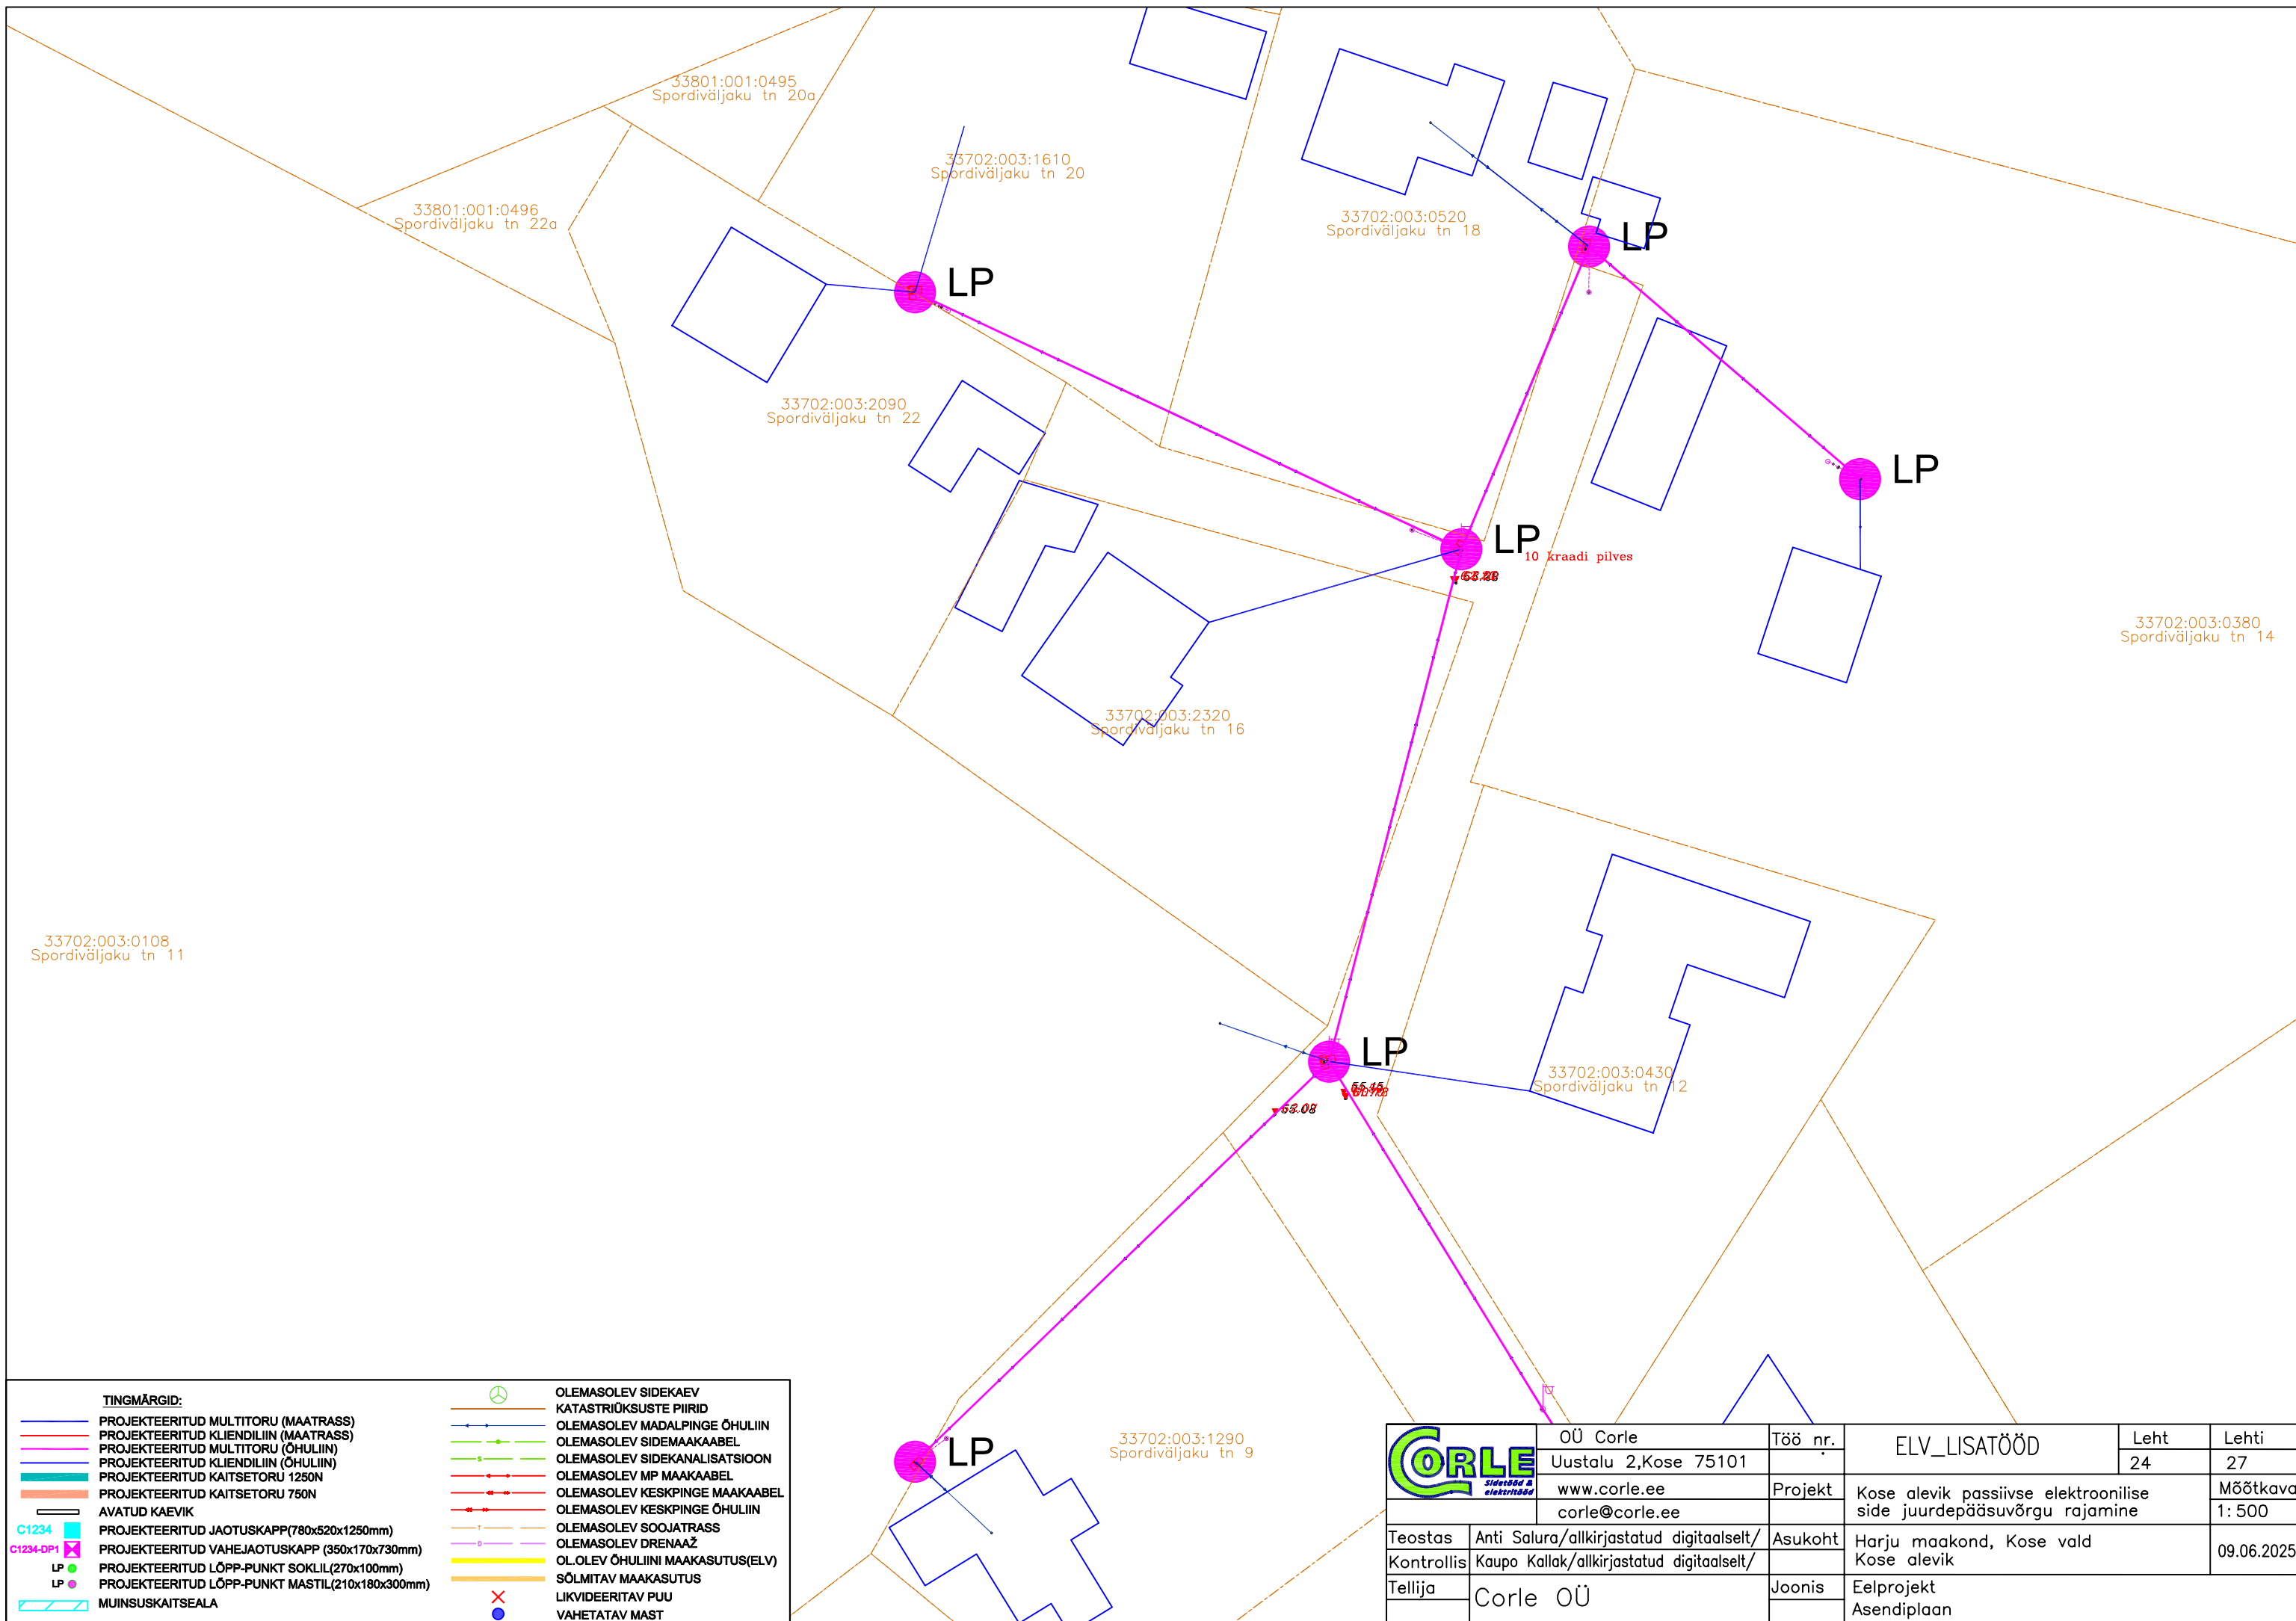 33801:001:0495
Spordiväljaku tn 20a
33702:003:1610
Spordiväljaku tn 20
33801:001:0496
Spordiväljaku tn 22a
33702:003:0520
Spordiväljaku tn 18
LP
LP
33702:003:2090
Spordiväljaku tn 22
LP
LP
10 kraadi pilves
33702:003:0380
Spordiväljaku tn 14
33702:003:2320
Spordiväljaku tn 16
33702:003:0108
Spordiväljaku tn 11
LP
33702:003:0430
Spordiväljaku tn 12
LP
33702:003:1290
Spordiväljaku tn 9
TINGMÄRGID:
PROJEKTEERITUD MULTITORU (MAATRASS)
PROJEKTEERITUD KLIENDILIIN (MAATRASS)
PROJEKTEERITUD MULTITORU (ÕHULIIN)
PROJEKTEERITUD KLIENDILIIN (ÕHULIIN)
PROJEKTEERITUD KAITSETORU 1250N
PROJEKTEERITUD KAITSETORU 750N
AVATUD KAEVIK
C1234 PROJEKTEERITUD JAOTUSKAPP(780x520x1250mm)
C1234-DP1 PROJEKTEERITUD VAHEJAOTUSKAPP (350x170x730mm)
LP PROJEKTEERITUD LÕPP-PUNKT SOKLIL(270x100mm)
LP PROJEKTEERITUD LÕPP-PUNKT MASTIL(210x180x300mm)
MUINSUSKAITSEALA
OLEMASOLEV SIDEKAEV
KATASTRIÜKSUSTE PIIRID
OLEMASOLEV MADALPINGE ÕHULIIN
OLEMASOLEV SIDEMAAKAABEL
S OLEMASOLEV SIDEKANALISATSIOON
OLEMASOLEV MP MAAKAABEL
OLEMASOLEV KESKPINGE MAAKAABEL
OLEMASOLEV KESKPINGE ÕHULIIN
T OLEMASOLEV SOOJATRASS
D OLEMASOLEV DRENAAŽ
OL.OLEV ÕHULIINI MAAKASUTUS(ELV)
SÕLMITAV MAAKASUTUS
LIKVIDEERITAV PUU
VAHETATAV MAST
CORLE
Sidetööd &
elektritööd
OÜ Corle
Uustalu 2,Kose 75101
www.corle.ee
corle@corle.ee
Töö nr.
ELV_LISATÖÖD
Leht
24
Lehti
27
Projekt
Kose alevik passiivse elektroonilise
side juurdepääsuvõrgu rajamine
Mõõtkava
1:500
Teostas Anti Salura/allkirjastatud digitaalselt/
Kontrollis Kaupo Kallak/allkirjastatud digitaalselt/
Asukoht
Harju maakond, Kose vald
Kose alevik
09.06.2025
Tellija
Corle OÜ
Joonis
Eelprojekt
Asendiplaan